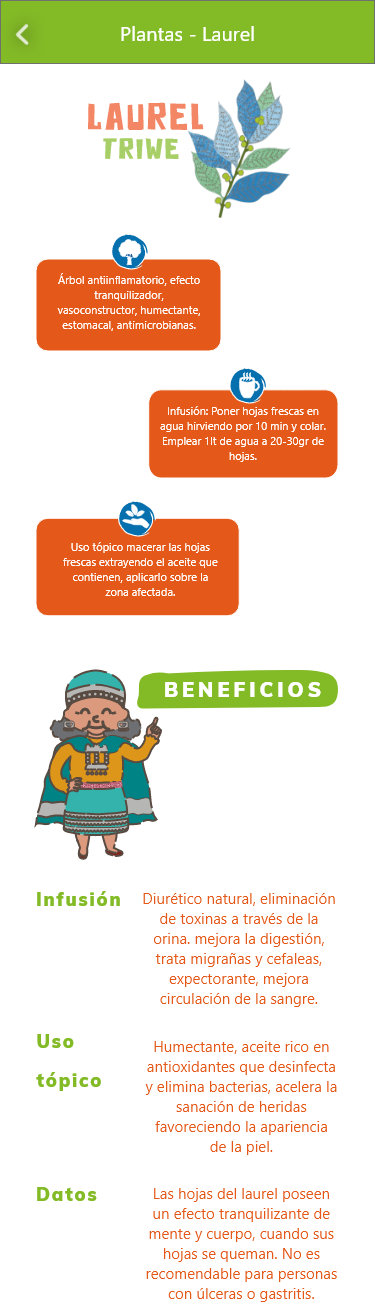 Plantas - Laurel
LAUREL
TRIWE
Árbol antiinflamatorio, efecto
tranquilizador,
vasoconstructor, humectante,
estomacal, antimicrobianas.
Infusión: Poner hojas frescas en
agua hirviendo por 10 min y colar.
Emplear 1lt de agua a 20-30gr de
hojas.
Uso tópico macerar las hojas
frescas extrayendo el aceite que
contienen, aplicarlo sobre la
zona afectada.
BENEFICIOS
Infusión
Diurético natural, eliminación
de toxinas a través de la
orina. mejora la digestión,
trata migrañas y cefaleas,
expectorante, mejora
circulación de la sangre.
Uso
tópico
Humectante, aceite rico en
antioxidantes que desinfecta
y elimina bacterias, acelera la
sanación de heridas
favoreciendo la apariencia
de la piel.
Datos
Las hojas del laurel poseen
un efecto tranquilizante de
mente y cuerpo, cuando sus
hojas se queman. No es
recomendable para personas
con úlceras o gastritis.